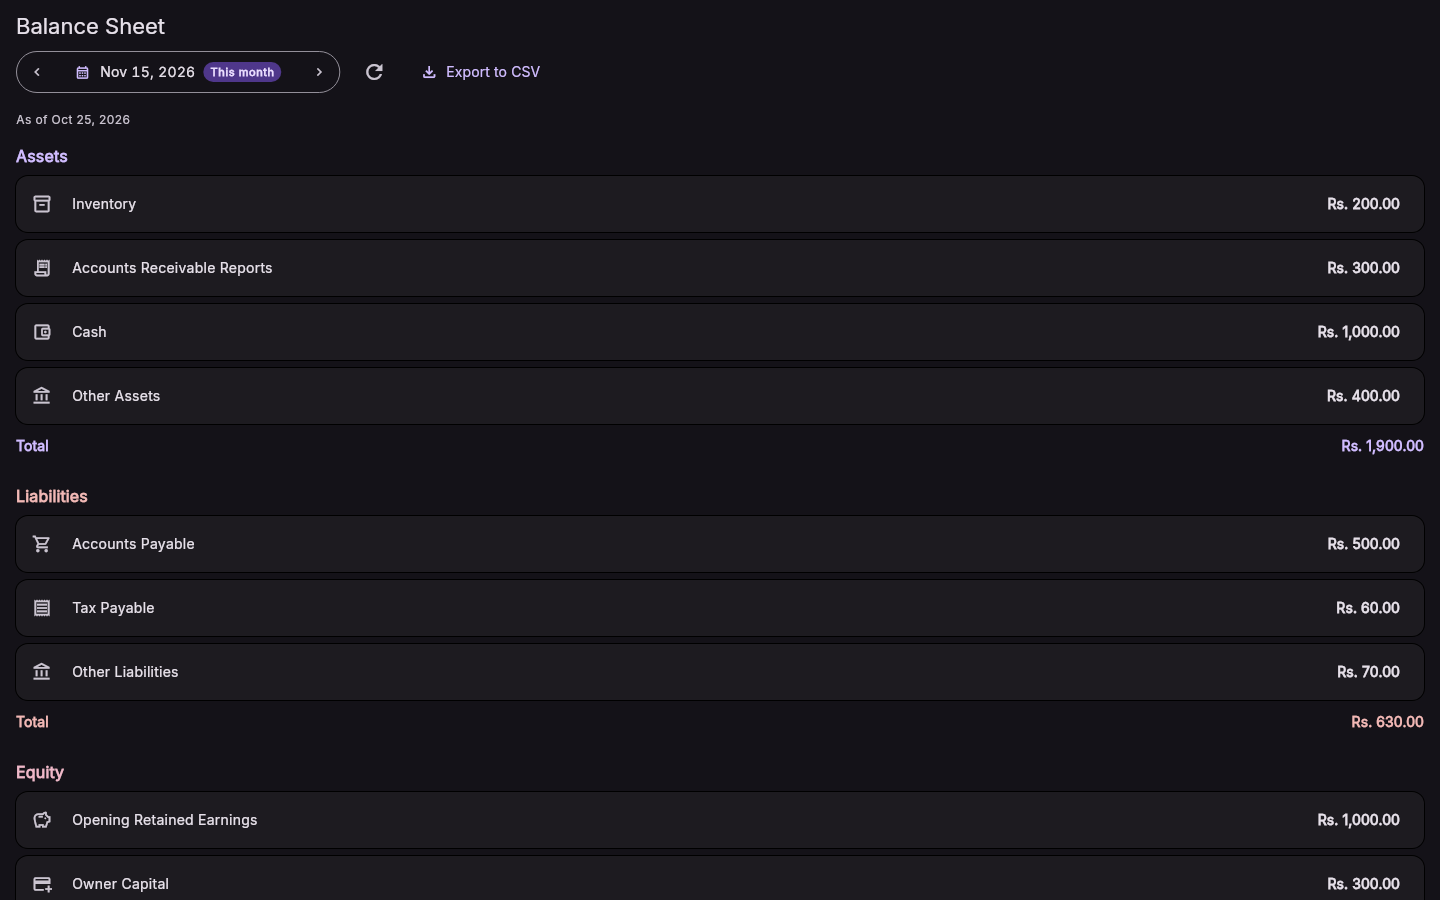 Balance Sheet
Nov 15, 2026 This month
Export to CSV
As of Oct 25, 2026
Assets
Inventory Rs. 200.00
Accounts Receivable Reports Rs. 300.00
Cash Rs. 1,000.00
Other Assets Rs. 400.00
Total Rs. 1,900.00
Liabilities
Accounts Payable Rs. 500.00
Tax Payable Rs. 60.00
Other Liabilities Rs. 70.00
Total Rs. 630.00
Equity
Opening Retained Earnings Rs. 1,000.00
Owner Capital Rs. 300.00